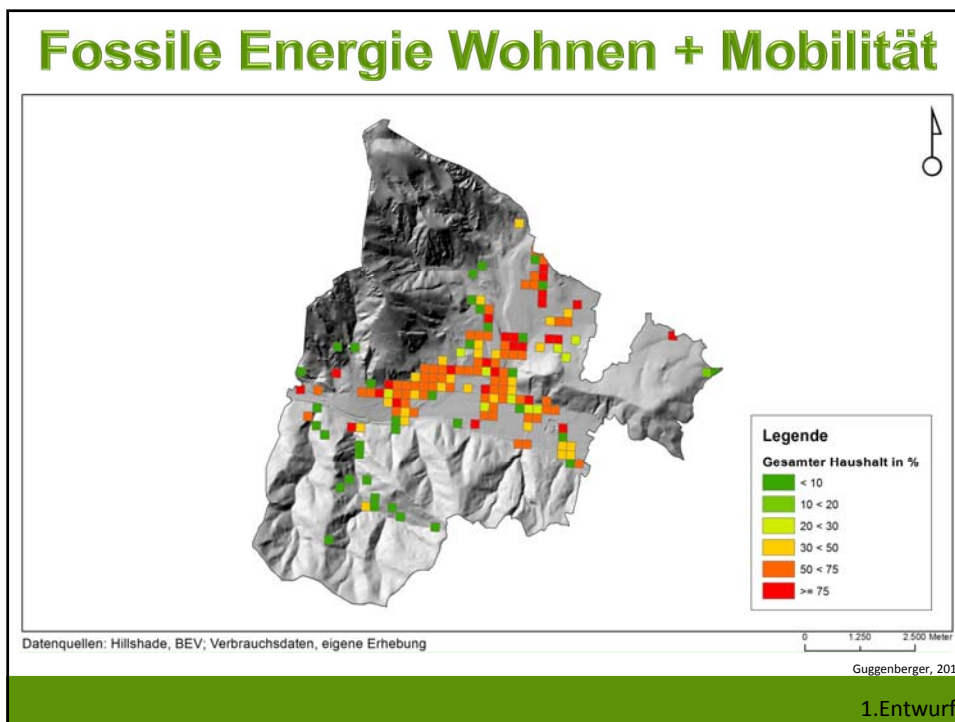 Fossile Energie Wohnen + Mobilität
Legende
Gesamter Haushalt in %
< 10
10 < 20
20 < 30
30 < 50
50 < 75
>= 75
Datenquellen: Hillshade, BEV; Verbrauchsdaten, eigene Erhebung
0 1.250 2.500 Meter
Guggenberger, 201
1.Entwurf